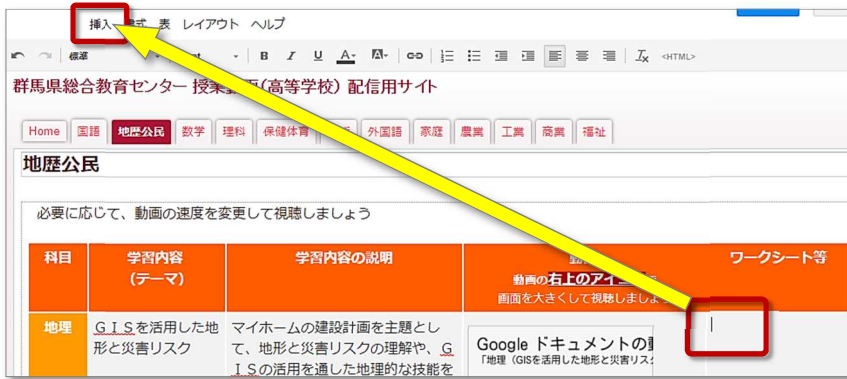 挿入 書式 表 レイアウト ヘルプ
標準 B I U A <HTML>
群馬県総合教育センター 授業動画(高等学校) 配信用サイト
Home 国語 地歴公民 数学 理科 保健体育 外国語 家庭 農業 工業 商業 福祉
地歴公民
必要に応じて、動画の速度を変更して視聴しましょう
科目 学習内容 学習内容の説明 ワークシート等
(テーマ) 動画の右上のアイコン
画面を大きくして視聴しましょ
地理 ＧＩＳを活用した地 マイホームの建設計画を主題とし
形と災害リスク て、地形と災害リスクの理解や、Ｇ
ＩＳの活用を通した地理的な技能を
Google ドキュメントの動
「地理（GISを活用した地形と災害リスク